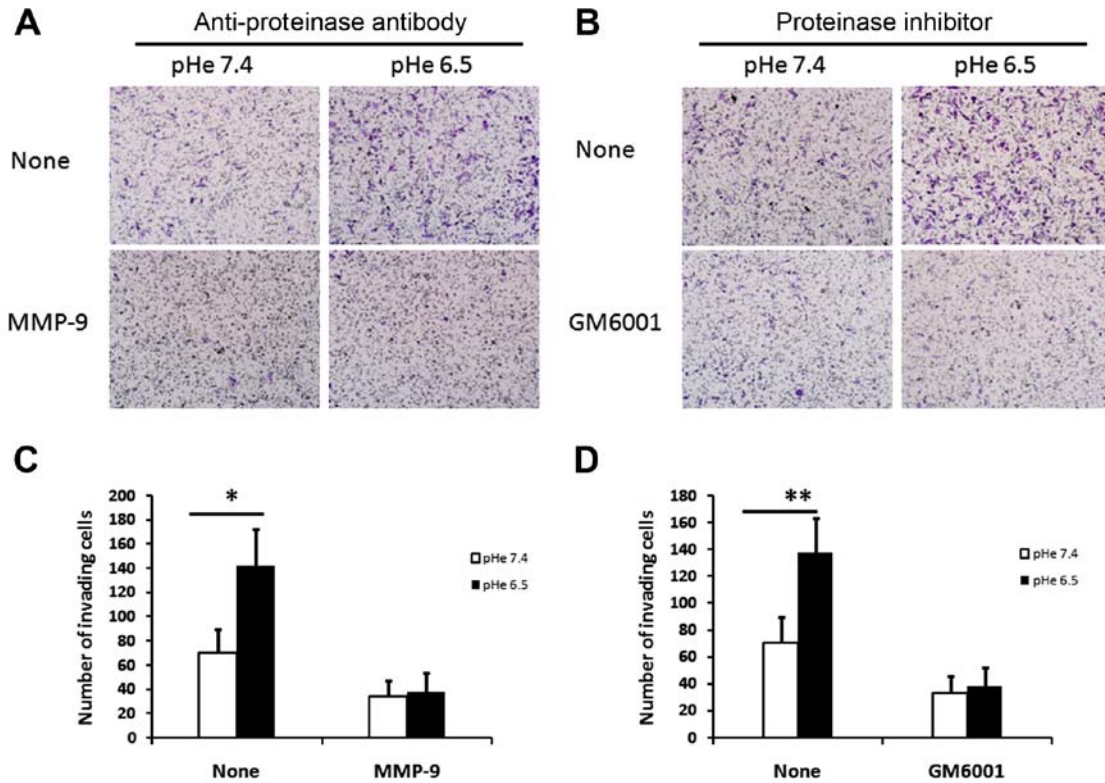 A
Anti-proteinase antibody
pHe 7.4 pHe 6.5
None
MMP-9
B
Proteinase inhibitor
pHe 7.4 pHe 6.5
None
GM6001
C
Number of invading cells
200
180
160
140
120
100
80
60
40
20
0
*
pHe 7.4
pHe 6.5
None MMP-9
D
Number of invading cells
180
160
140
120
100
80
60
40
20
0
**
pHe 7.4
pHe 6.5
None GM6001